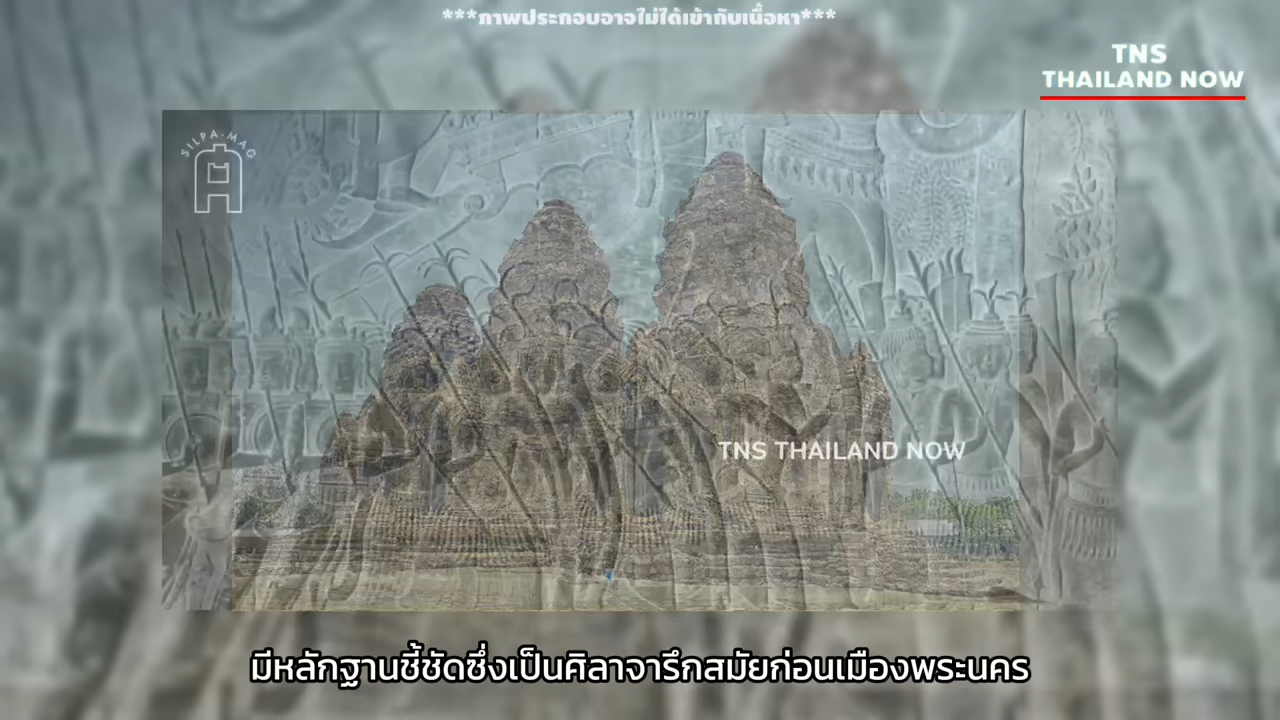 ***ภาพประกอบอาจไม่ได้เข้ากับเนื้อหา***
TNS
THAILAND NOW
SILPA-MAG
TNS THAILAND NOW
มีหลักฐานชี้ชัดซึ่งเป็นศิลาจารึกสมัยก่อนเมืองพระนคร